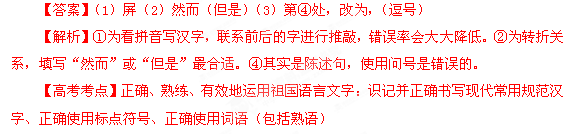 【答案】（1）屏（2）然而（但是）（3）第④处，改为，（逗号）
【解析】①为看拼音写汉字，联系前后的字进行推敲，错误率会大大降低。②为转折关
系，填写“然而”或“但是”最合适。④其实是陈述句，使用问号是错误的。
【高考考点】正确、熟练、有效地运用祖国语言文字：识记并正确书写现代常用规范汉
字、正确使用标点符号、正确使用词语（包括熟语）